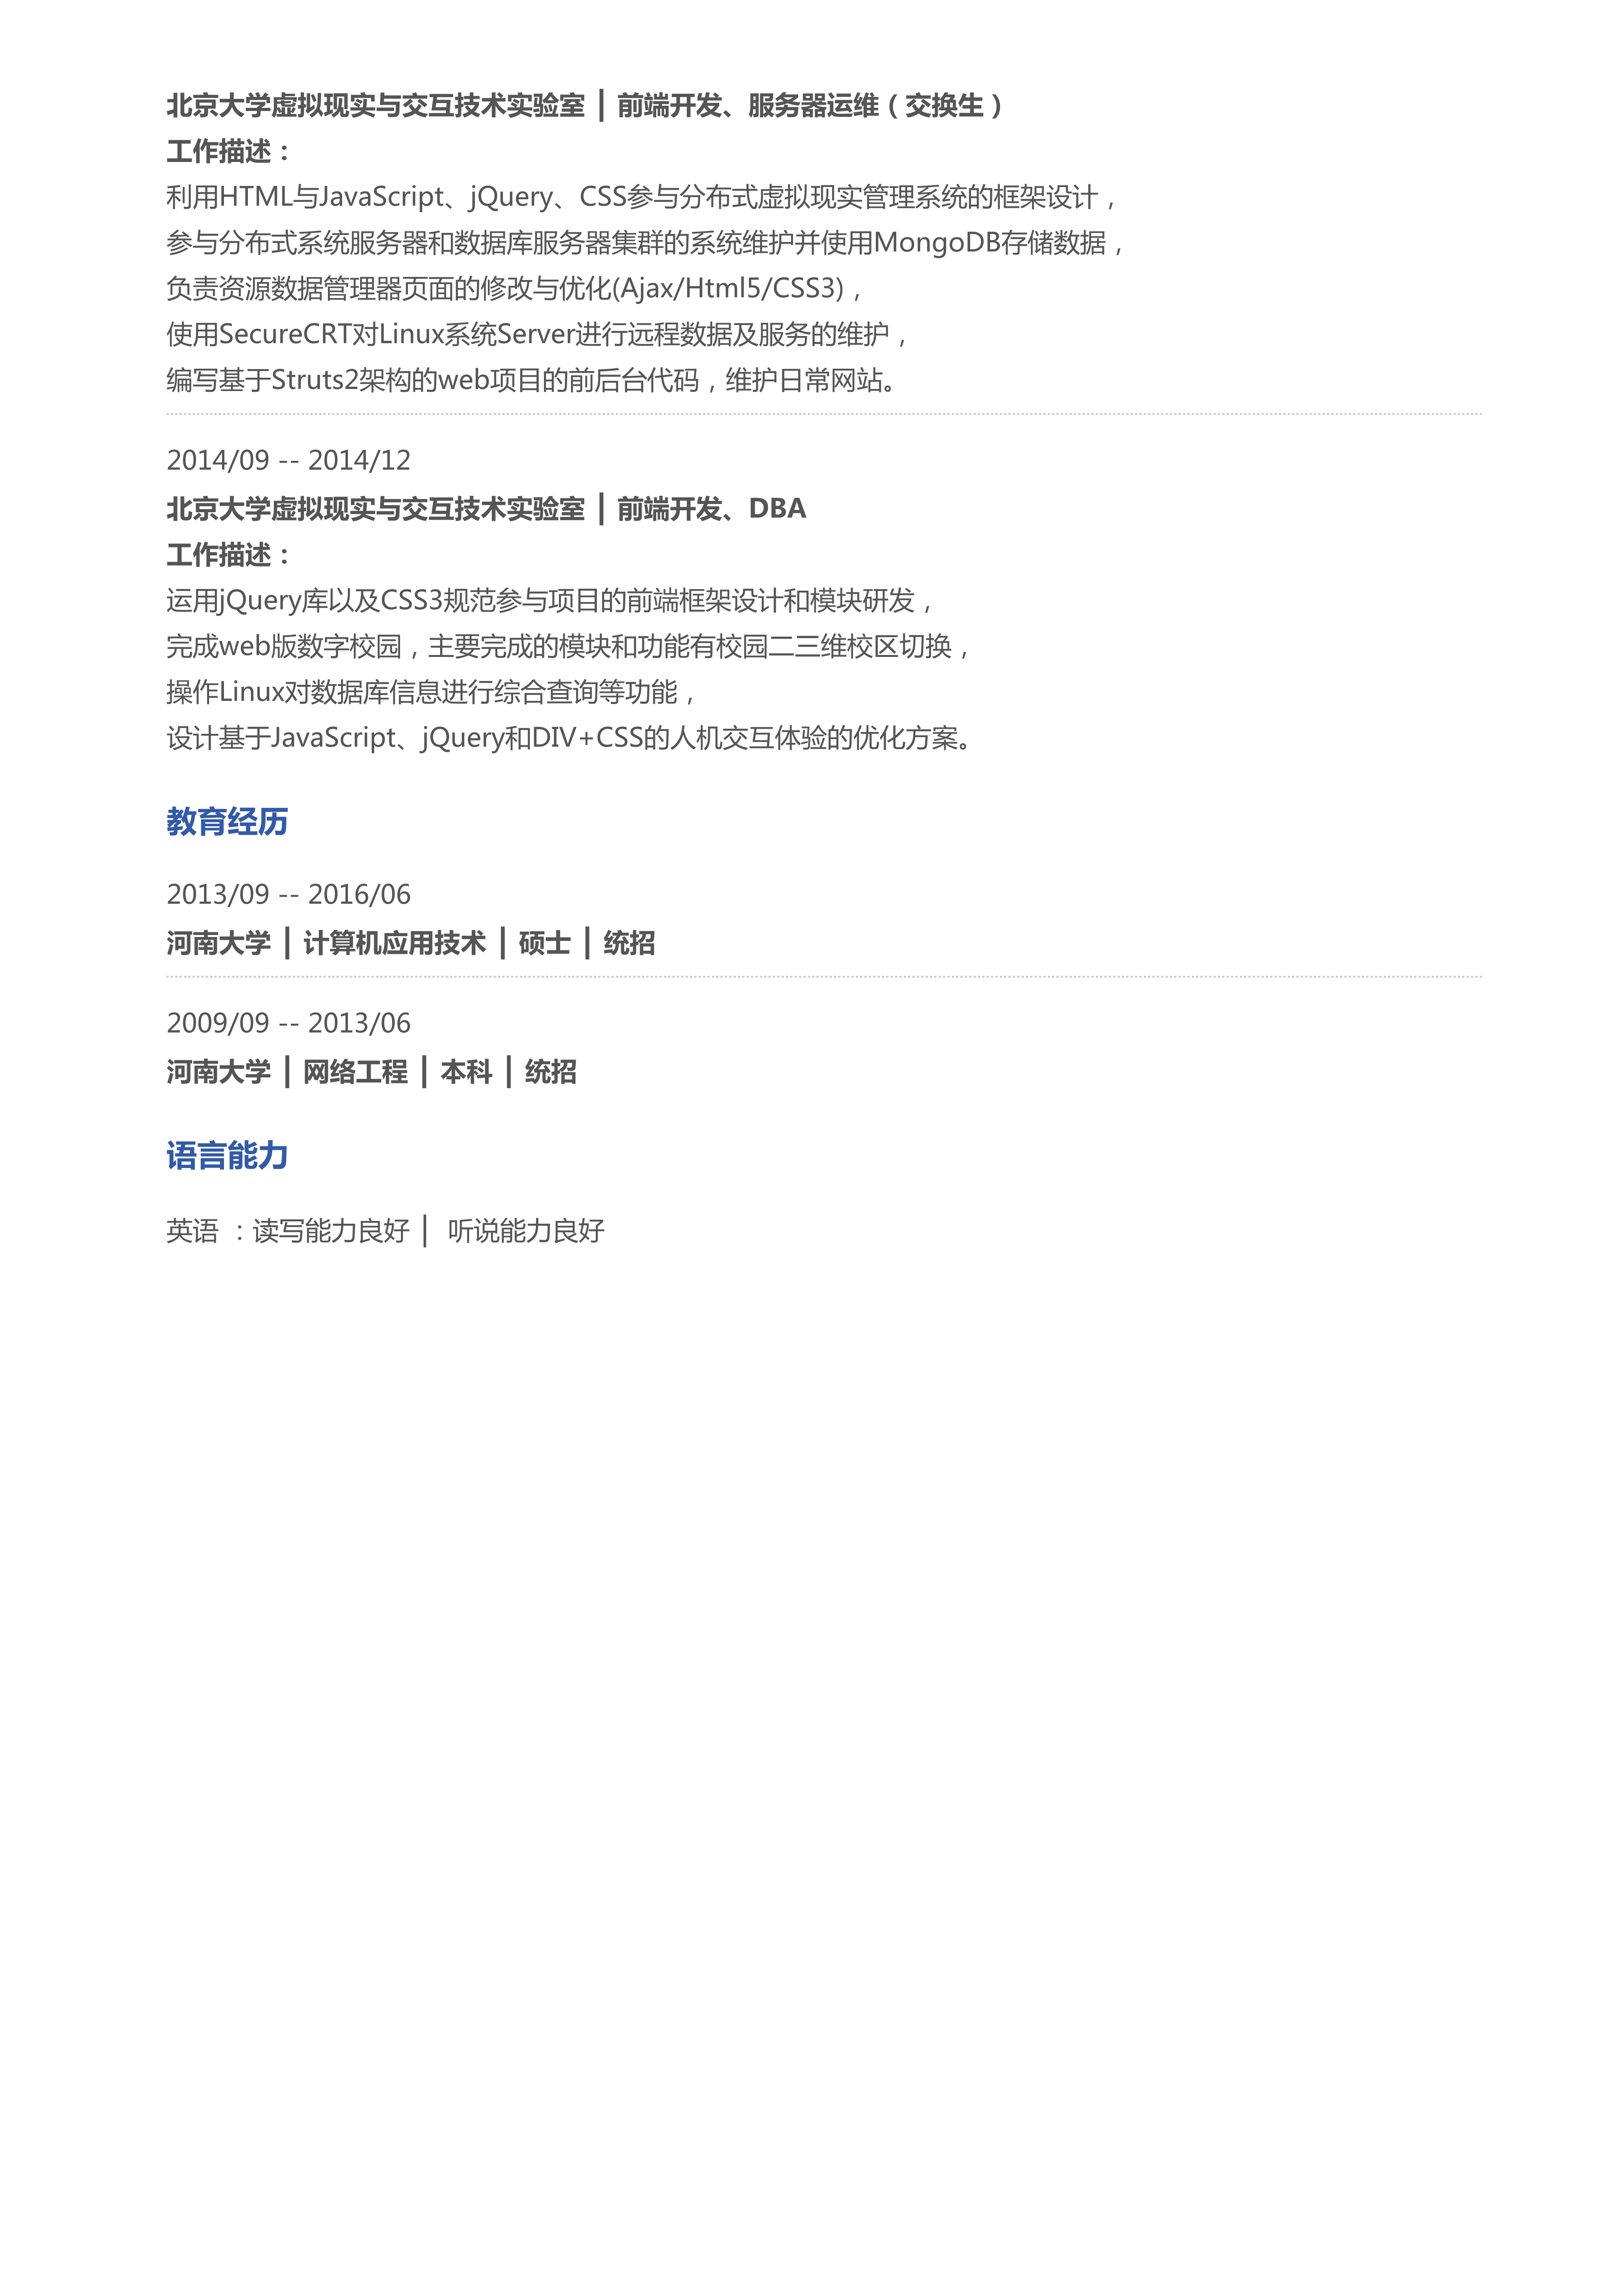 北京大学虚拟现实与交互技术实验室 | 前端开发、服务器运维（交换生）
工作描述：
利用HTML与JavaScript、jQuery、CSS参与分布式虚拟现实管理系统的框架设计，
参与分布式系统服务器和数据库服务器集群的系统维护并使用MongoDB存储数据，
负责资源数据管理器页面的修改与优化(Ajax/Html5/CSS3)，
使用SecureCRT对Linux系统Server进行远程数据及服务的维护，
编写基于Struts2架构的web项目的前后台代码，维护日常网站。
2014/09 -- 2014/12
北京大学虚拟现实与交互技术实验室 | 前端开发、DBA
工作描述：
运用jQuery库以及CSS3规范参与项目的前端框架设计和模块研发，
完成web版数字校园，主要完成的模块和功能有校园二三维校区切换，
操作Linux对数据库信息进行综合查询等功能，
设计基于JavaScript、jQuery和DIV+CSS的人机交互体验的优化方案。
教育经历
2013/09 -- 2016/06
河南大学 | 计算机应用技术 | 硕士 | 统招
2009/09 -- 2013/06
河南大学 | 网络工程 | 本科 | 统招
语言能力
英语 ：读写能力良好 | 听说能力良好